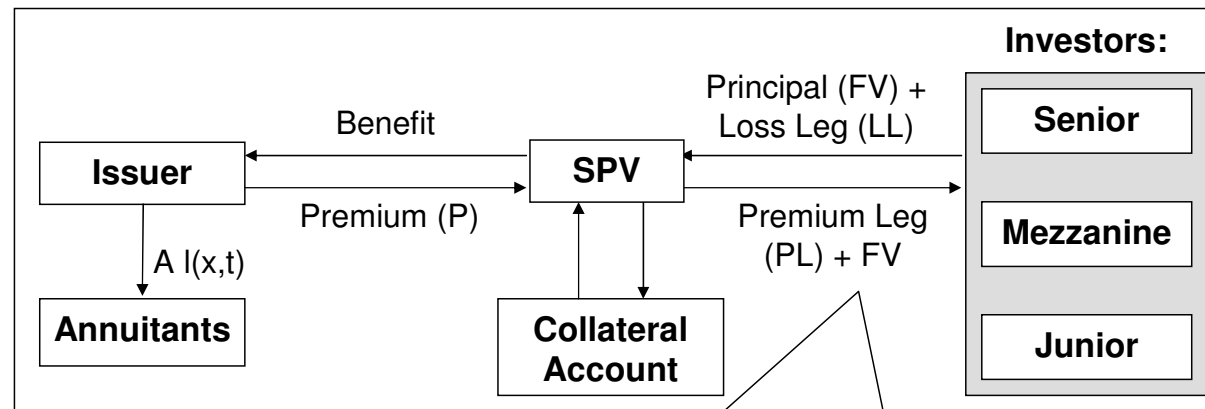 Investors:
Principal (FV) +
Loss Leg (LL)
Senior
Benefit
Issuer
SPV
Premium (P)
Premium Leg
(PL) + FV
Mezzanine
A l(x,t)
Annuitants
Collateral
Account
Junior